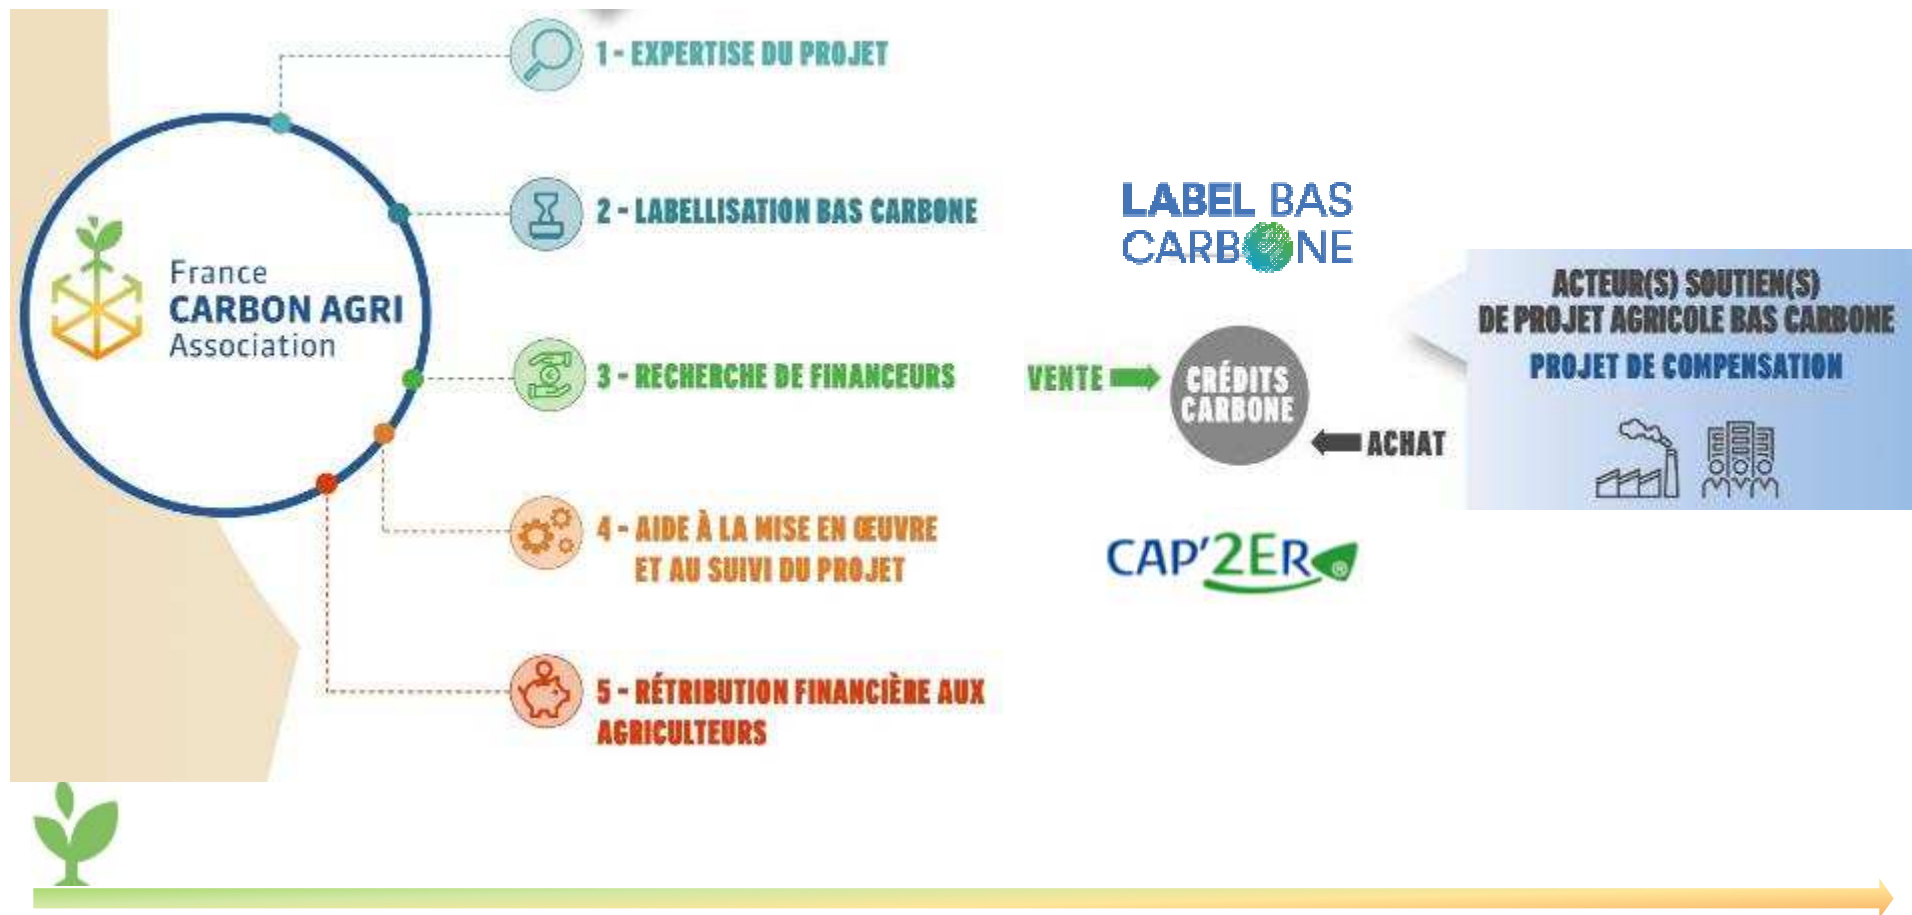 1 - EXPERTISE DU PROJET
2 - LABELLISATION BAS CARBONE
LABEL BAS
CARBONE
France
CARBON AGRI
Association
ACTEUR(S) SOUTIEN(S)
DE PROJET AGRICOLE BAS CARBONE
PROJET DE COMPENSATION
3 - RECHERCHE DE FINANCEURS
VENTE
CRÉDITS
CARBONE
ACHAT
4 - AIDE À LA MISE EN ŒUVRE
ET AU SUIVI DU PROJET
CAP'2ER®
5 - RÉTRIBUTION FINANCIÈRE AUX
AGRICULTEURS